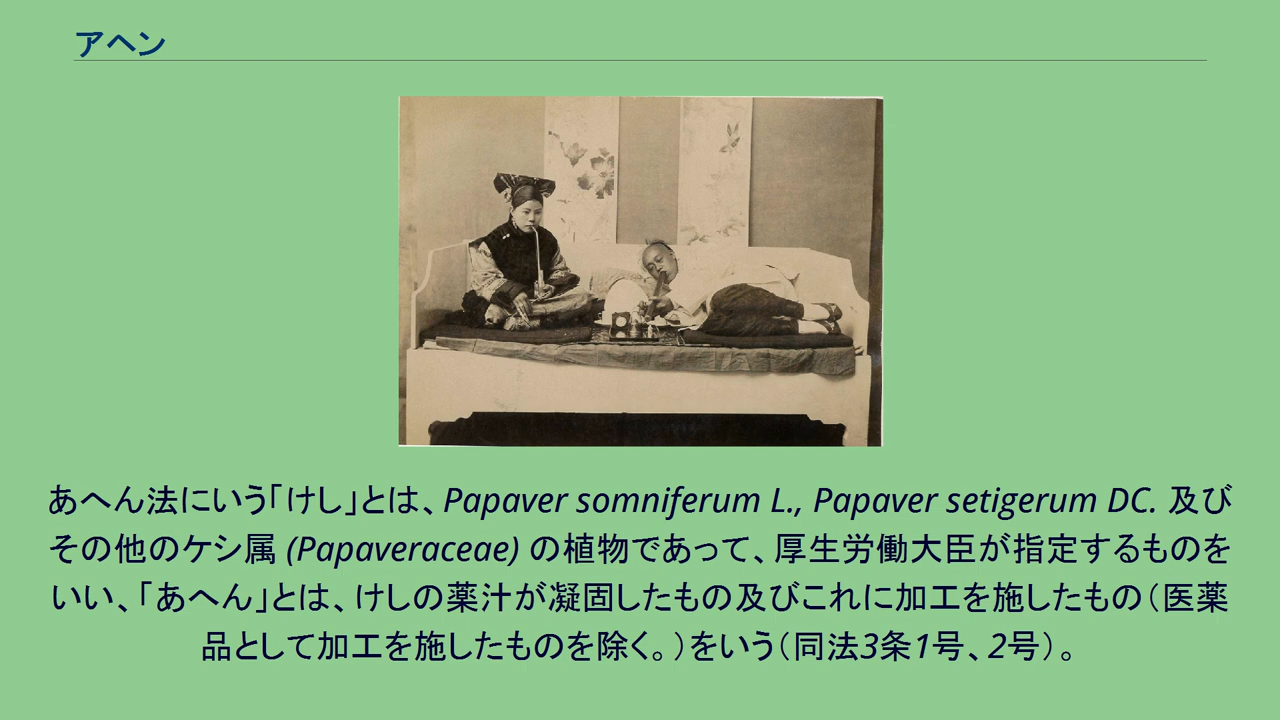 アヘン
あへん法にいう「けし」とは、Papaver somniferum L., Papaver setigerum DC. 及び
その他のケシ属 (Papaveraceae) の植物であって、厚生労働大臣が指定するものを
いい、「あへん」とは、けしの薬汁が凝固したもの及びこれに加工を施したもの（医薬
品として加工を施したものを除く。）をいう（同法3条1号、2号）。